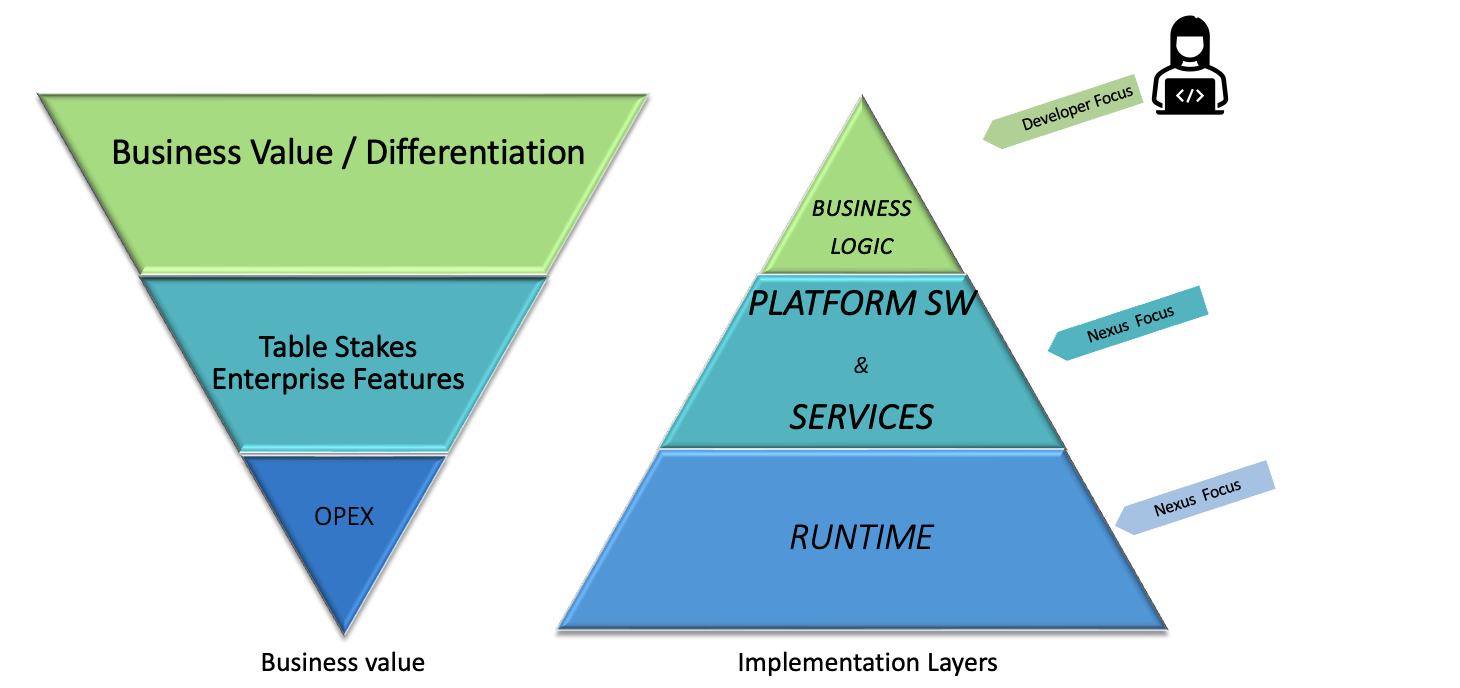 Business Value / Differentiation
Table Stakes
Enterprise Features
OPEX
Business value
BUSINESS
LOGIC
PLATFORM SW
&
SERVICES
RUNTIME
Implementation Layers
Developer Focus
</>
Nexus Focus
Nexus Focus